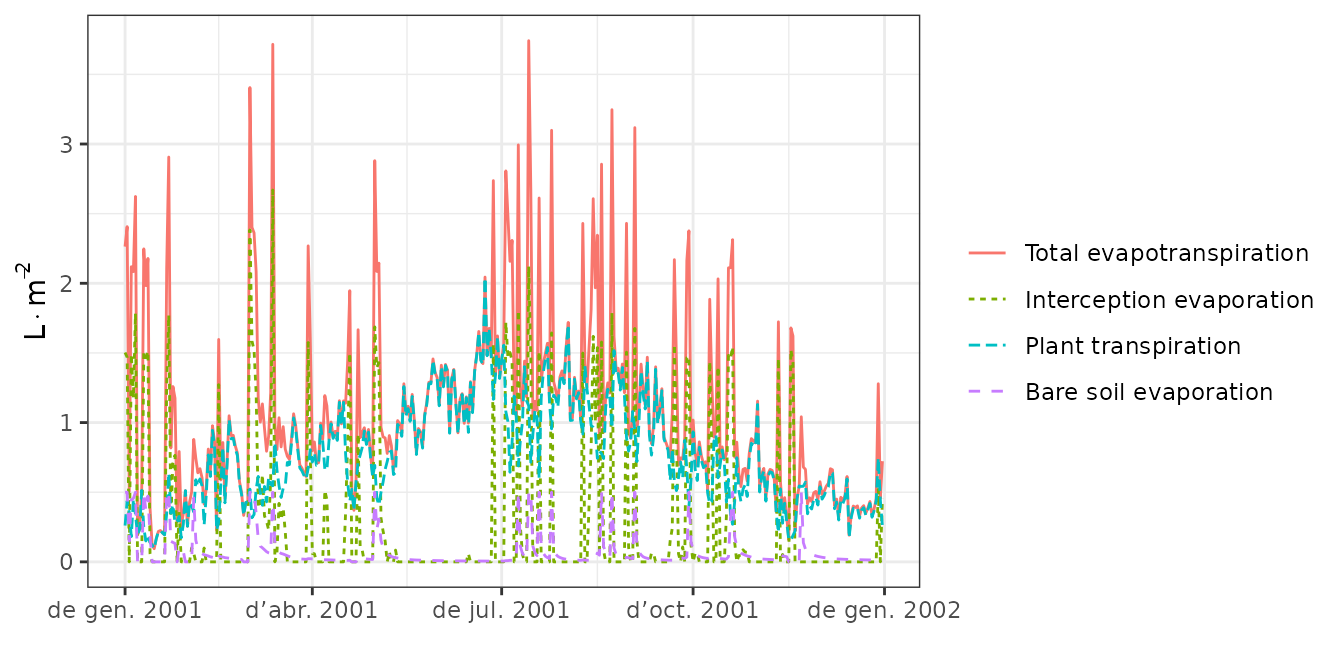 L · m⁻²
3
2
1
0
de gen. 2001 d’abr. 2001 de jul. 2001 d’oct. 2001 de gen. 2002
Total evapotranspiration
Interception evaporation
Plant transpiration
Bare soil evaporation